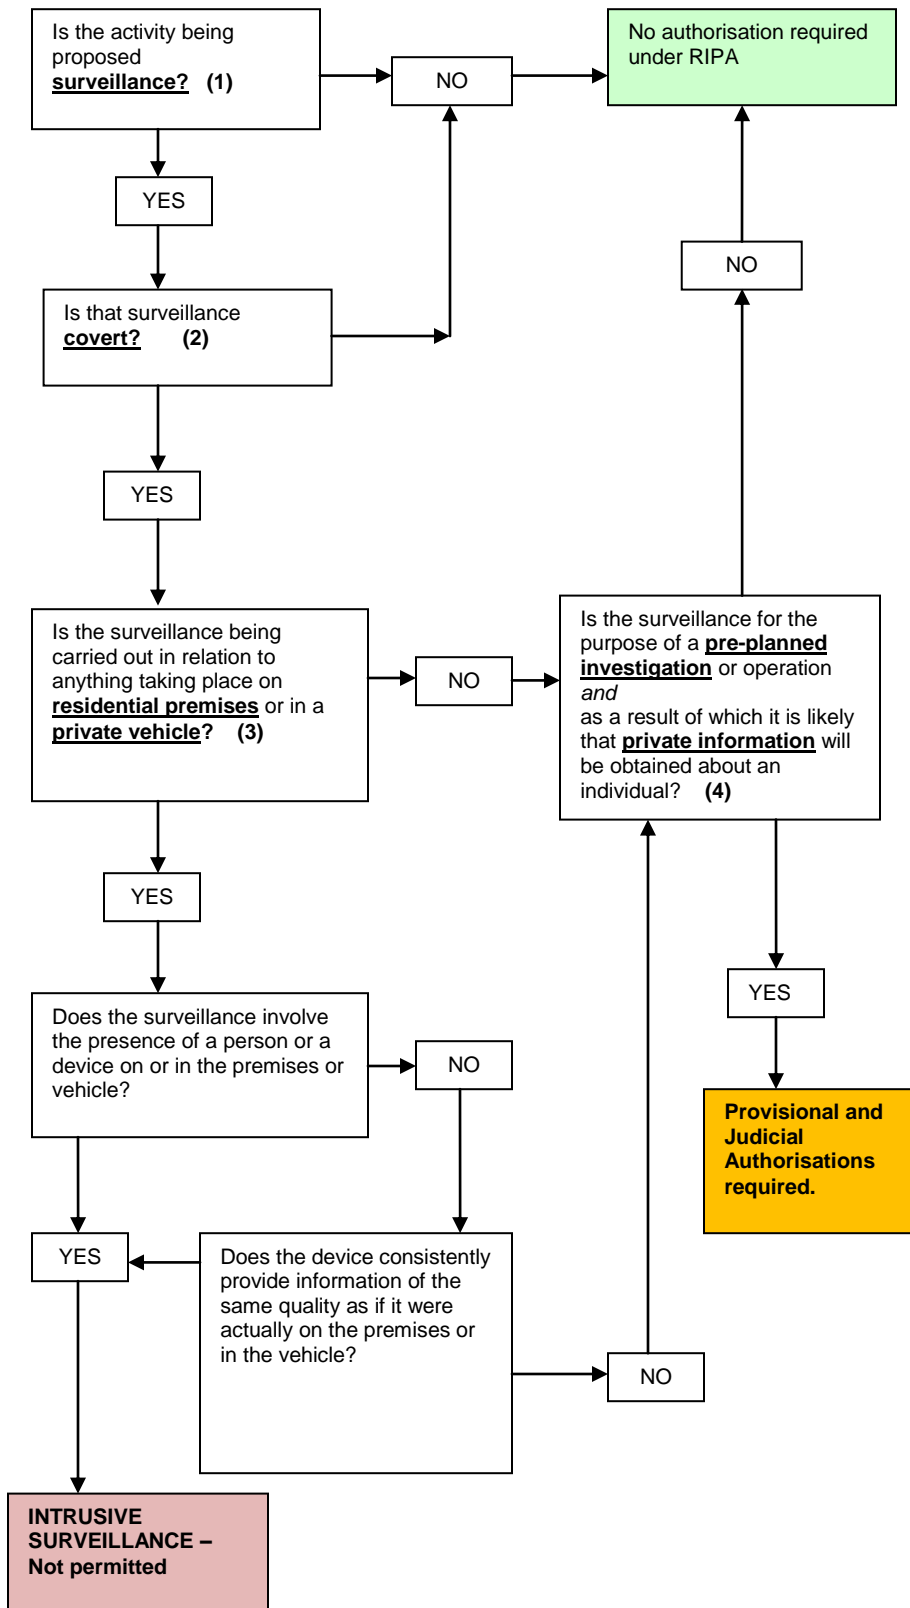 Is the activity being
proposed
surveillance? (1)
NO
No authorisation required
under RIPA
YES
NO
Is that surveillance
covert? (2)
YES
Is the surveillance being
carried out in relation to
anything taking place on
residential premises or in a
private vehicle? (3)
NO
Is the surveillance for the
purpose of a pre-planned
investigation or operation
and
as a result of which it is likely
that private information will
be obtained about an
individual? (4)
YES
Does the surveillance involve
the presence of a person or a
device on or in the premises or
vehicle?
NO
YES
Provisional and
Judicial
Authorisations
required.
YES
Does the device consistently
provide information of the
same quality as if it were
actually on the premises or
in the vehicle?
NO
INTRUSIVE
SURVEILLANCE –
Not permitted